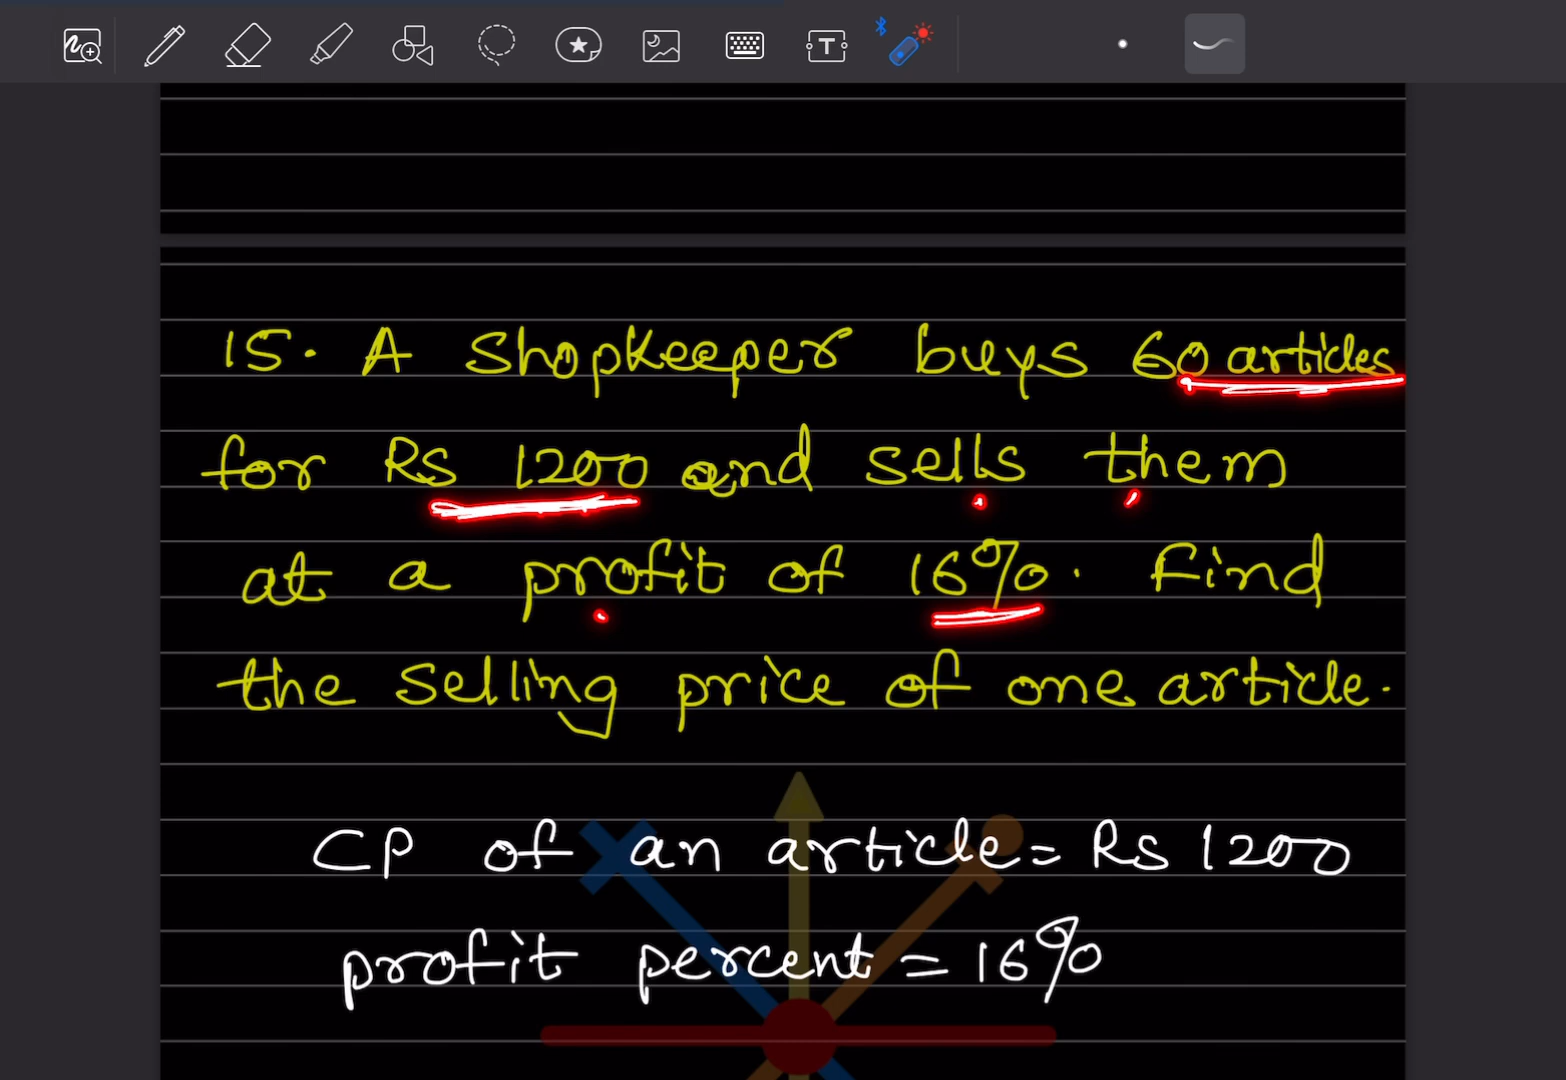 15. A shopkeeper buys 60 articles
for Rs 1200 and sells them
at a profit of 16%. Find
the selling price of one article.
CP of an article = Rs 1200
profit percent = 16%